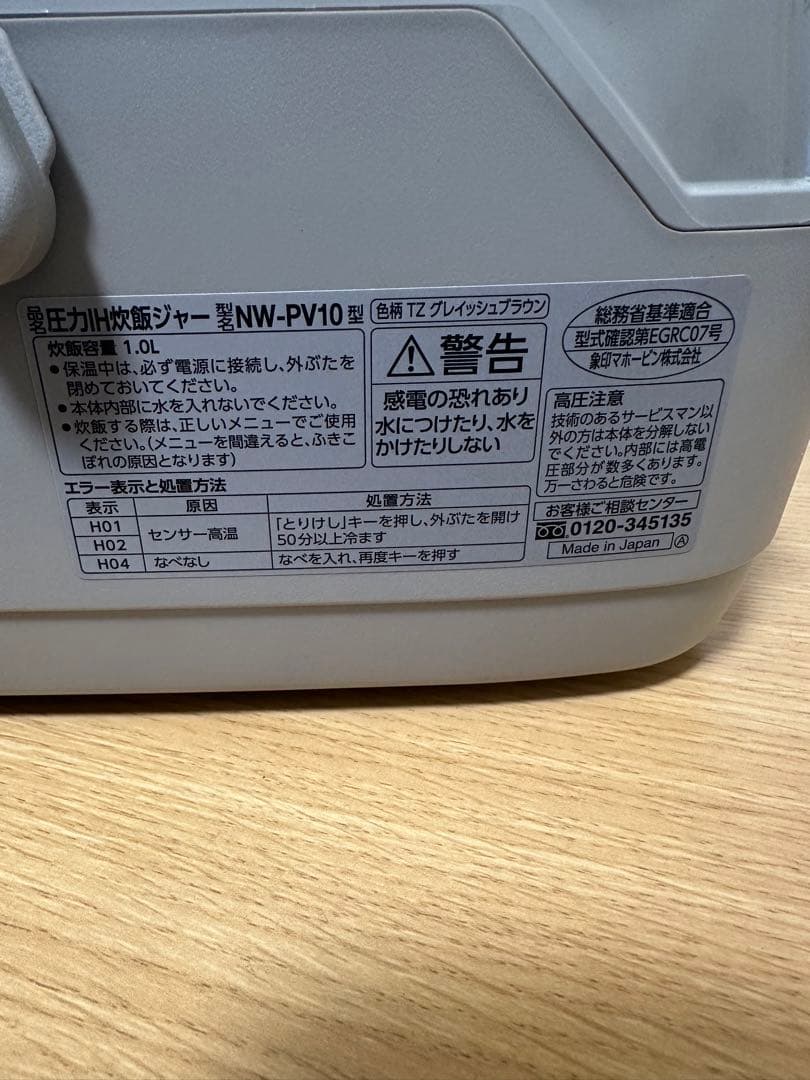 品名 圧力IH炊飯ジャー 型名 NW-PV10 型
色柄 TZ グレイッシュブラウン
炊飯容量 1.0L
●保温中は、必ず電源に接続し、外ぶたを
閉めておいてください。
●本体内部に水を入れないでください。
●炊飯する際は、正しいメニューでご使用
ください。(メニューを間違えると、ふきこ
ぼれの原因となります)
警告
感電の恐れあり
水につけたり、水を
かけたりしない
総務省基準適合
型式確認第EGRC07号
象印マホービン株式会社
高圧注意
技術のあるサービスマン以
外の方は本体を分解しない
でください。内部には高電
圧部分が数多くあります。
万一さわると危険です。
エラー表示と処置方法
表示 原因 処置方法
H01
H02
センサー高温
「とりけし」キーを押し、外ぶたを開け
50分以上冷ます
H04 なべなし なべを入れ、再度キーを押す
お客様ご相談センター
0120-345135
Made in Japan Ⓐ